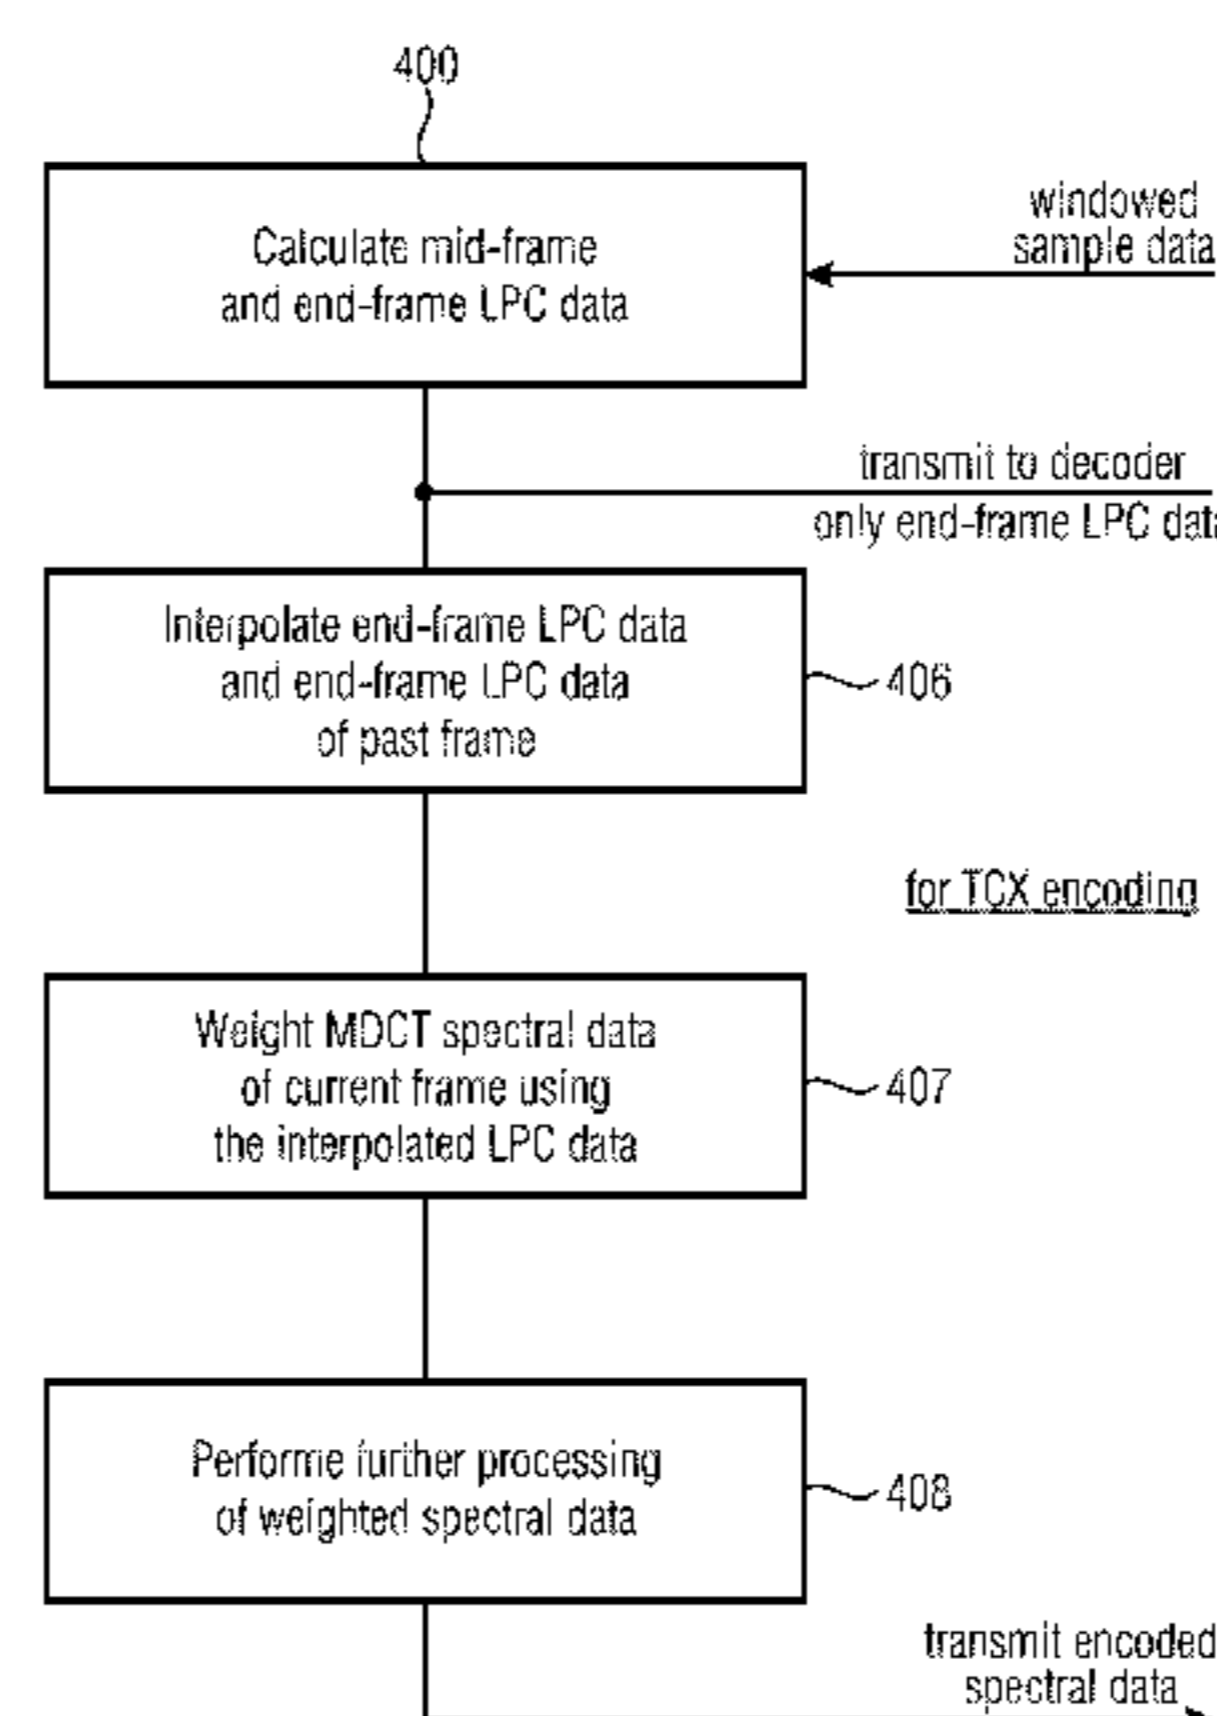 400
Calculate mid-frame
and end-frame LPC data
windowed
sample data
transmit to decoder
only end-frame LPC data
Interpolate end-frame LPC data
and end-frame LPC data
of past frame
406
for TCX encoding
Weight MDCT spectral data
of current frame using
the interpolated LPC data
407
Performe further processing
of weighted spectral data
408
transmit encoded
spectral data